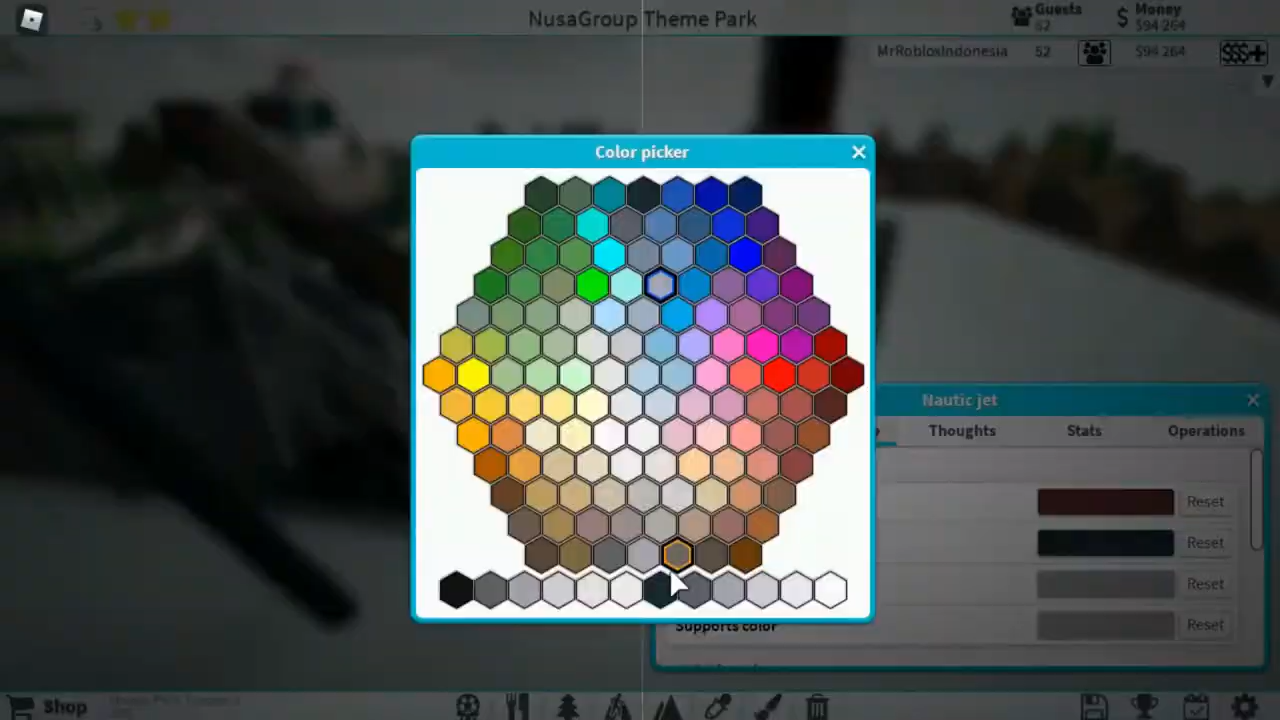 NusaGroup Theme Park
Guests
Money
$94 264
MrRobloxIndonesia 52 $94 264 $$$+
Color picker
Nautic jet
Thoughts Stats Operations
Reset
Reset
Reset
Supports color Reset
Shop